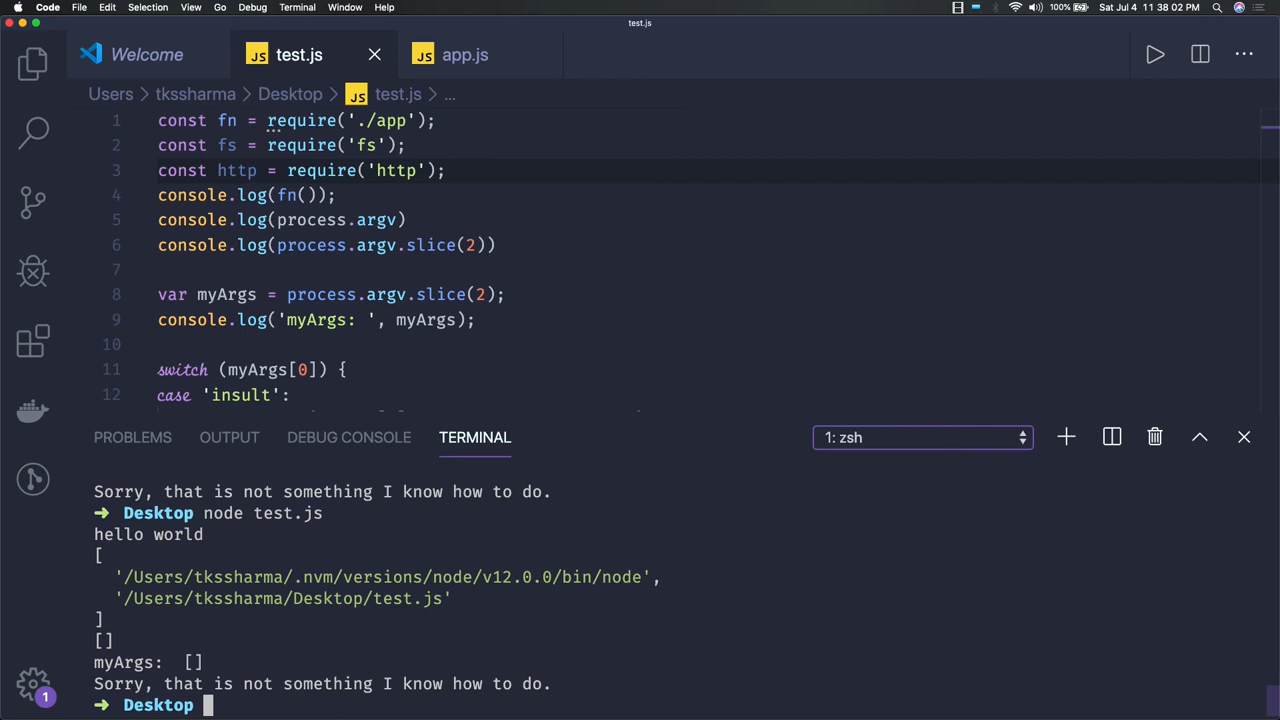 Code File Edit Selection View Go Debug Terminal Window Help 100% Sat Jul 4 11 38 02 PM
test.js
Welcome JS test.js JS app.js
Users > tkssharma > Desktop > JS test.js > ...
1 const fn = require('./app');
2 const fs = require('fs');
3 const http = require('http');
4 console.log(fn());
5 console.log(process.argv)
6 console.log(process.argv.slice(2))
7
8 var myArgs = process.argv.slice(2);
9 console.log('myArgs: ', myArgs);
10
11 switch (myArgs[0]) {
12 case 'insult':
PROBLEMS OUTPUT DEBUG CONSOLE TERMINAL 1: zsh
Sorry, that is not something I know how to do.
➜ Desktop node test.js
hello world
[
'/Users/tkssharma/.nvm/versions/node/v12.0.0/bin/node',
'/Users/tkssharma/Desktop/test.js'
]
[]
myArgs: []
Sorry, that is not something I know how to do.
➜ Desktop
1